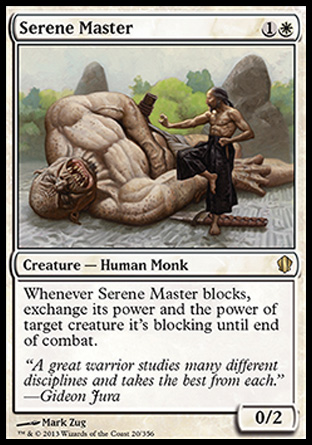 Serene Master 1
Creature — Human Monk
Whenever Serene Master blocks,
exchange its power and the power of
target creature it's blocking until end
of combat.
"A great warrior studies many different
disciplines and takes the best from each."
—Gideon Jura
0/2
Mark Zug
™ & © 2013 Wizards of the Coast 20/356